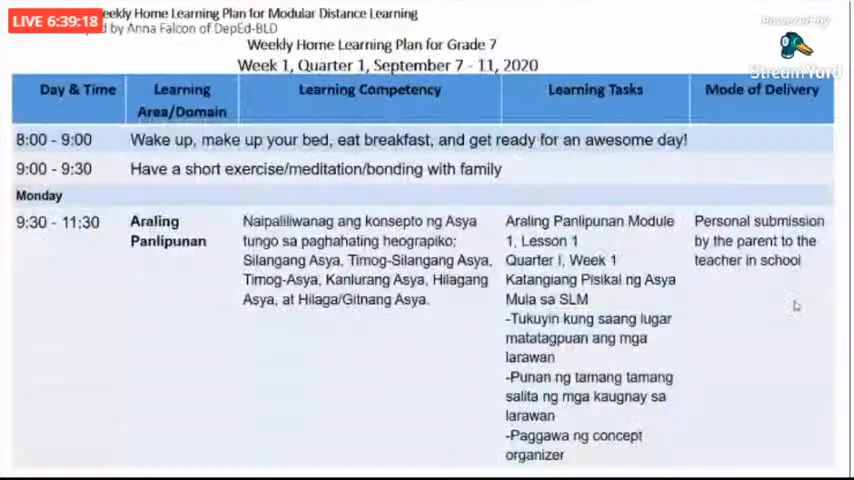 LIVE 6:39:18
eekly Home Learning Plan for Modular Distance Learning
by Anna Falcon of DepEd-BLD
Powered by
StreamYard
Weekly Home Learning Plan for Grade 7
Week 1, Quarter 1, September 7 - 11, 2020
Day & Time
Learning
Area/Domain
Learning Competency
Learning Tasks
Mode of Delivery
8:00 - 9:00
Wake up, make up your bed, eat breakfast, and get ready for an awesome day!
9:00 - 9:30
Have a short exercise/meditation/bonding with family
Monday
9:30 - 11:30
Araling
Panlipunan
Naipaliliwanag ang konsepto ng Asya
tungo sa paghahating heograpiko:
Silangang Asya, Timog-Silangang Asya,
Timog-Asya, Kanlurang Asya, Hilagang
Asya, at Hilaga/Gitnang Asya.
Araling Panlipunan Module
1, Lesson 1
Quarter I, Week 1
Katangiang Pisikal ng Asya
Mula sa SLM
-Tukuyin kung saang lugar
matatagpuan ang mga
larawan
-Punan ng tamang tamang
salita ng mga kaugnay sa
larawan
-Paggawa ng concept
organizer
Personal submission
by the parent to the
teacher in school